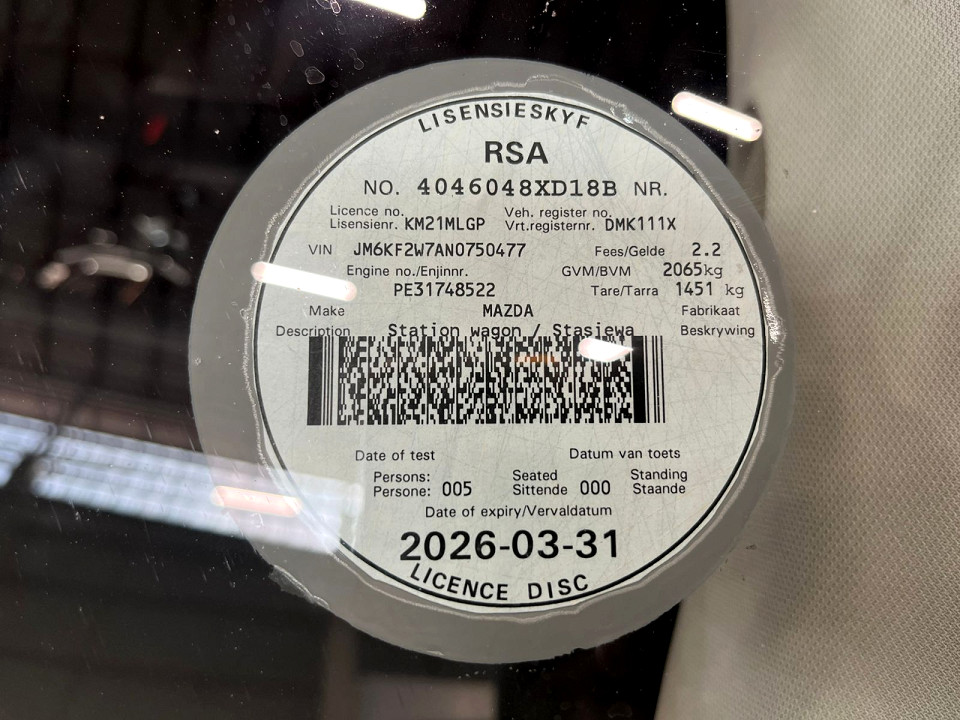 LISENSIESKYF
RSA
NO. 4046048XD18B NR.
Licence no. Veh. register no.
Lisensienr. KM21MLGP Vrt.registernr. DMK111X
VIN JM6KF2W7AN0750477 Fees/Gelde 2.2
Engine no./Enjinnr. GVM/BVM 2065kg
PE31748522 Tare/Tarra 1451 kg
Make MAZDA Fabrikaat
Description Station wagon / Stasiewa Beskrywing
Date of test Datum van toets
Persons: Seated Standing
Persone: 005 Sittende 000 Staande
Date of expiry/Vervaldatum
2026-03-31
LICENCE DISC